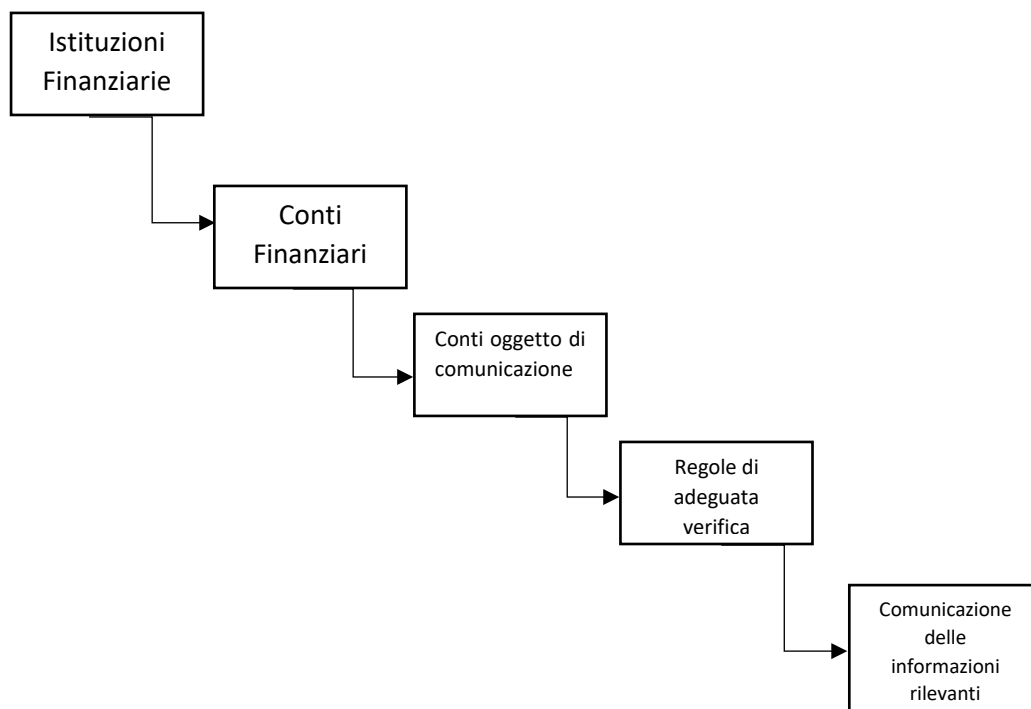 Istituzioni
Finanziarie
Conti
Finanziari
Conti oggetto di
comunicazione
Regole di
adeguata
verifica
Comunicazione
delle
informazioni
rilevanti